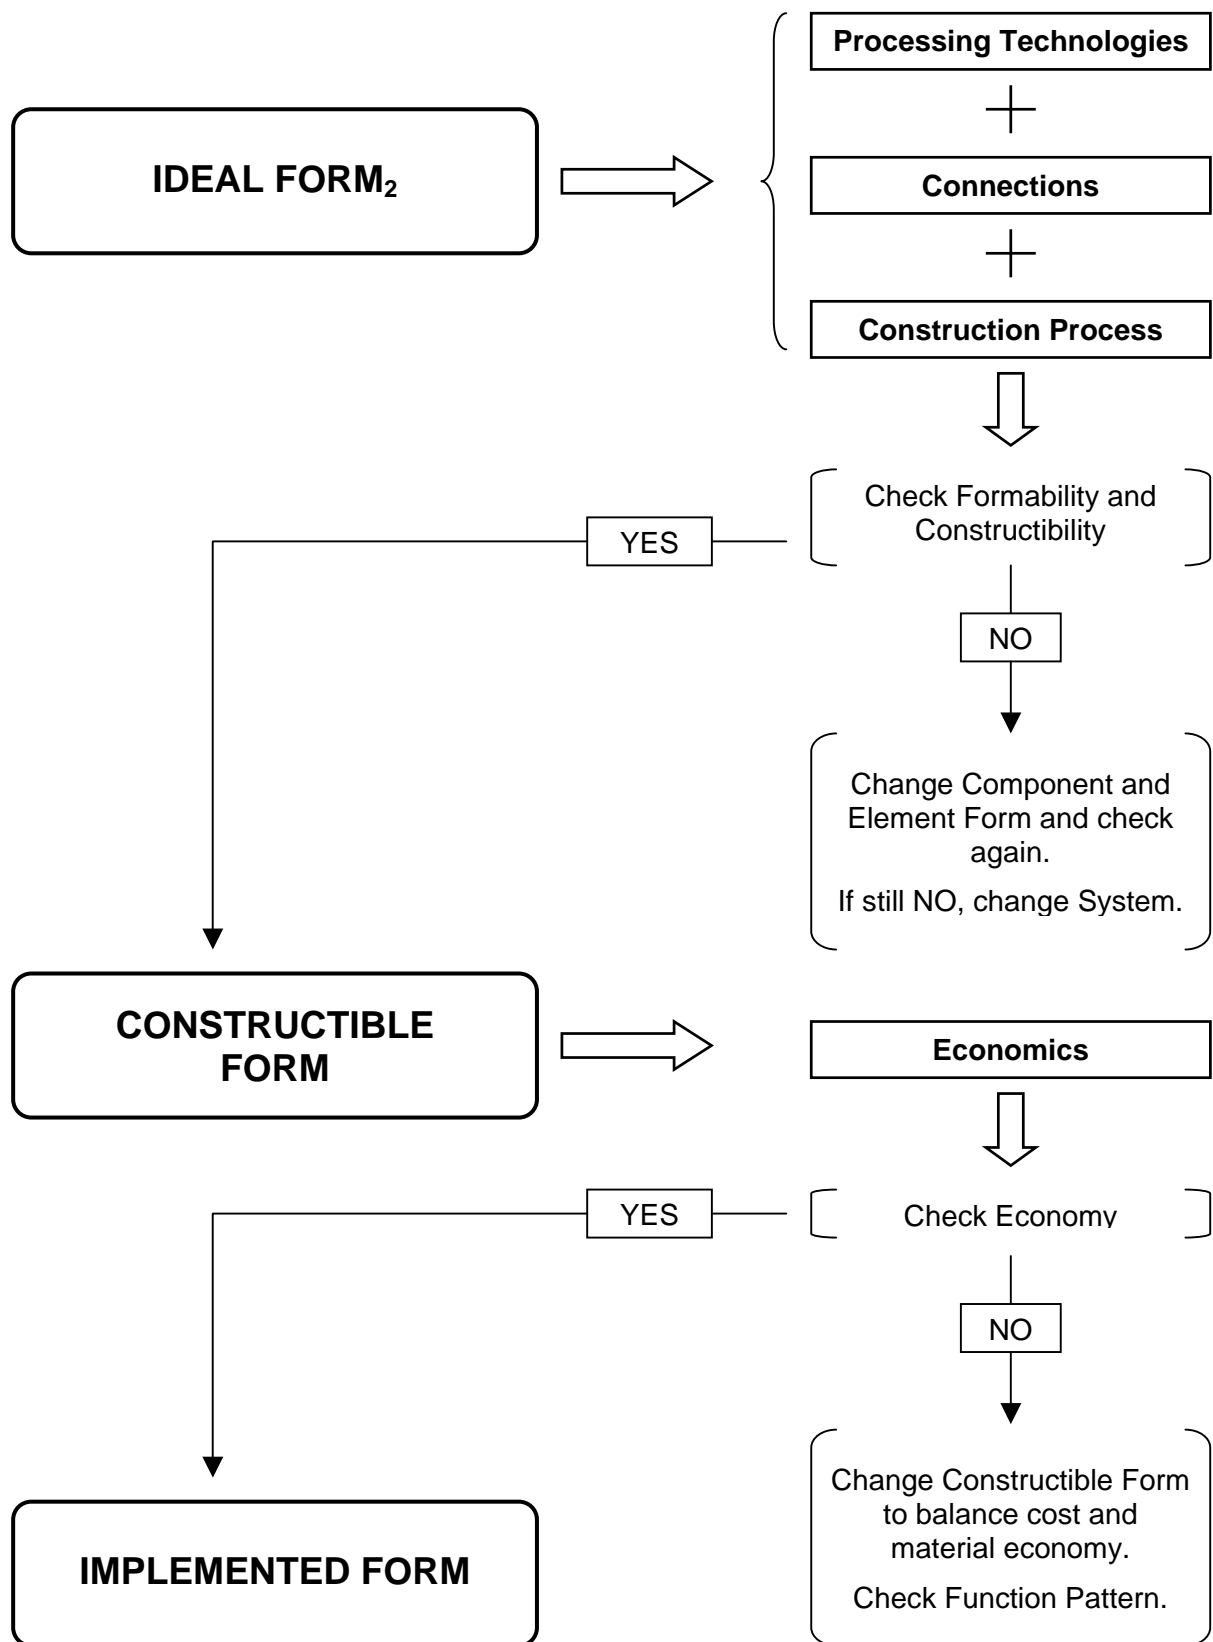 Processing Technologies
IDEAL FORM₂
Connections
Construction Process
Check Formability and
Constructibility
YES
NO
Change Component and
Element Form and check
again.
If still NO, change System.
CONSTRUCTIBLE
FORM
Economics
YES
Check Economy
NO
Change Constructible Form
to balance cost and
material economy.
Check Function Pattern.
IMPLEMENTED FORM